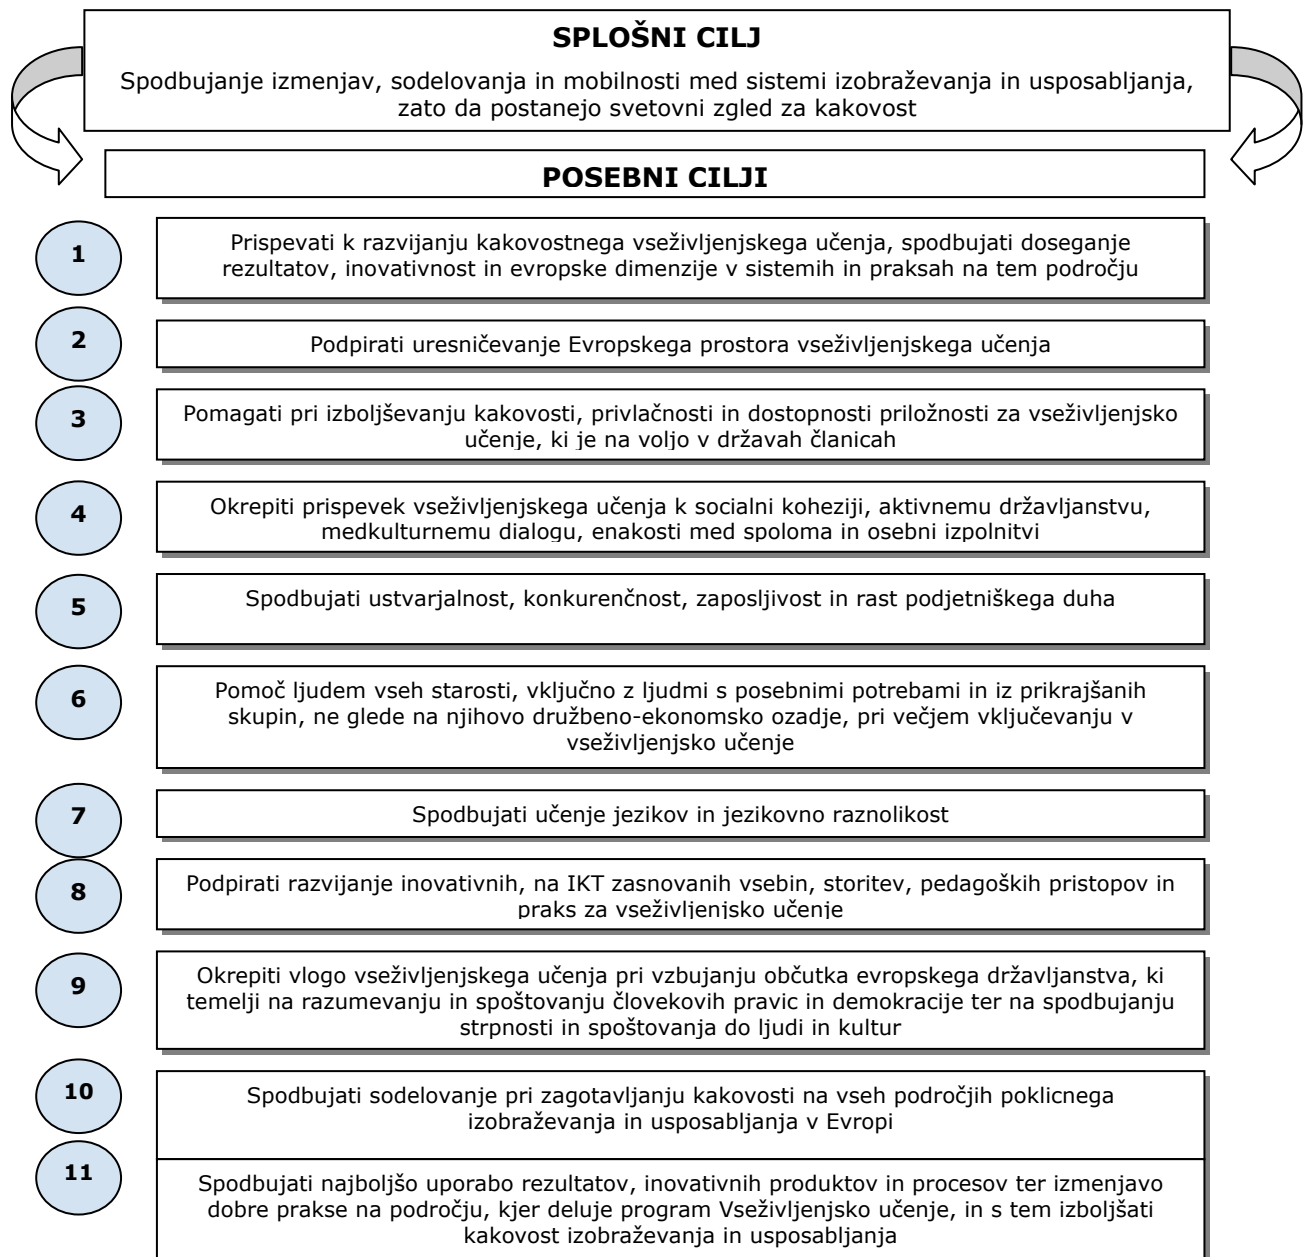 SPLOŠNI CILJ
Spodbujanje izmenjav, sodelovanja in mobilnosti med sistemi izobraževanja in usposabljanja,
zato da postanejo svetovni zgled za kakovost
POSEBNI CILJI
1
Prispevati k razvijanju kakovostnega vseživljenjskega učenja, spodbujati doseganje
rezultatov, inovativnost in evropske dimenzije v sistemih in praksah na tem področju
2
Podpirati uresničevanje Evropskega prostora vseživljenjskega učenja
3
Pomagati pri izboljševanju kakovosti, privlačnosti in dostopnosti priložnosti za vseživljenjsko
učenje, ki je na voljo v državah članicah
4
Okrepiti prispevek vseživljenjskega učenja k socialni koheziji, aktivnemu državljanstvu,
medkulturnemu dialogu, enakosti med spoloma in osebni izpolnitvi
5
Spodbujati ustvarjalnost, konkurenčnost, zaposljivost in rast podjetniškega duha
6
Pomoč ljudem vseh starosti, vključno z ljudmi s posebnimi potrebami in iz prikrajšanih
skupin, ne glede na njihovo družbeno-ekonomsko ozadje, pri večjem vključevanju v
vseživljenjsko učenje
7
Spodbujati učenje jezikov in jezikovno raznolikost
8
Podpirati razvijanje inovativnih, na IKT zasnovanih vsebin, storitev, pedagoških pristopov in
praks za vseživljenjsko učenje
9
Okrepiti vlogo vseživljenjskega učenja pri vzbujanju občutka evropskega državljanstva, ki
temelji na razumevanju in spoštovanju človekovih pravic in demokracije ter na spodbujanju
strpnosti in spoštovanja do ljudi in kultur
10
Spodbujati sodelovanje pri zagotavljanju kakovosti na vseh področjih poklicnega
izobraževanja in usposabljanja v Evropi
11
Spodbujati najboljšo uporabo rezultatov, inovativnih produktov in procesov ter izmenjavo
dobre prakse na področju, kjer deluje program Vseživljenjsko učenje, in s tem izboljšati
kakovost izobraževanja in usposabljanja